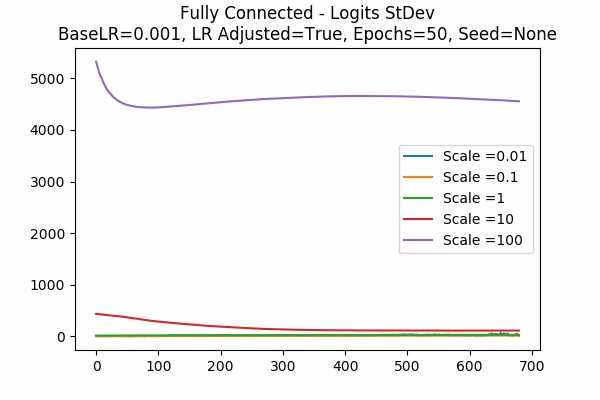 Fully Connected - Logits StDev
BaseLR=0.001, LR Adjusted=True, Epochs=50, Seed=None
5000
4000
3000
2000
1000
0
Scale =0.01
Scale =0.1
Scale =1
Scale =10
Scale =100
0 100 200 300 400 500 600 700